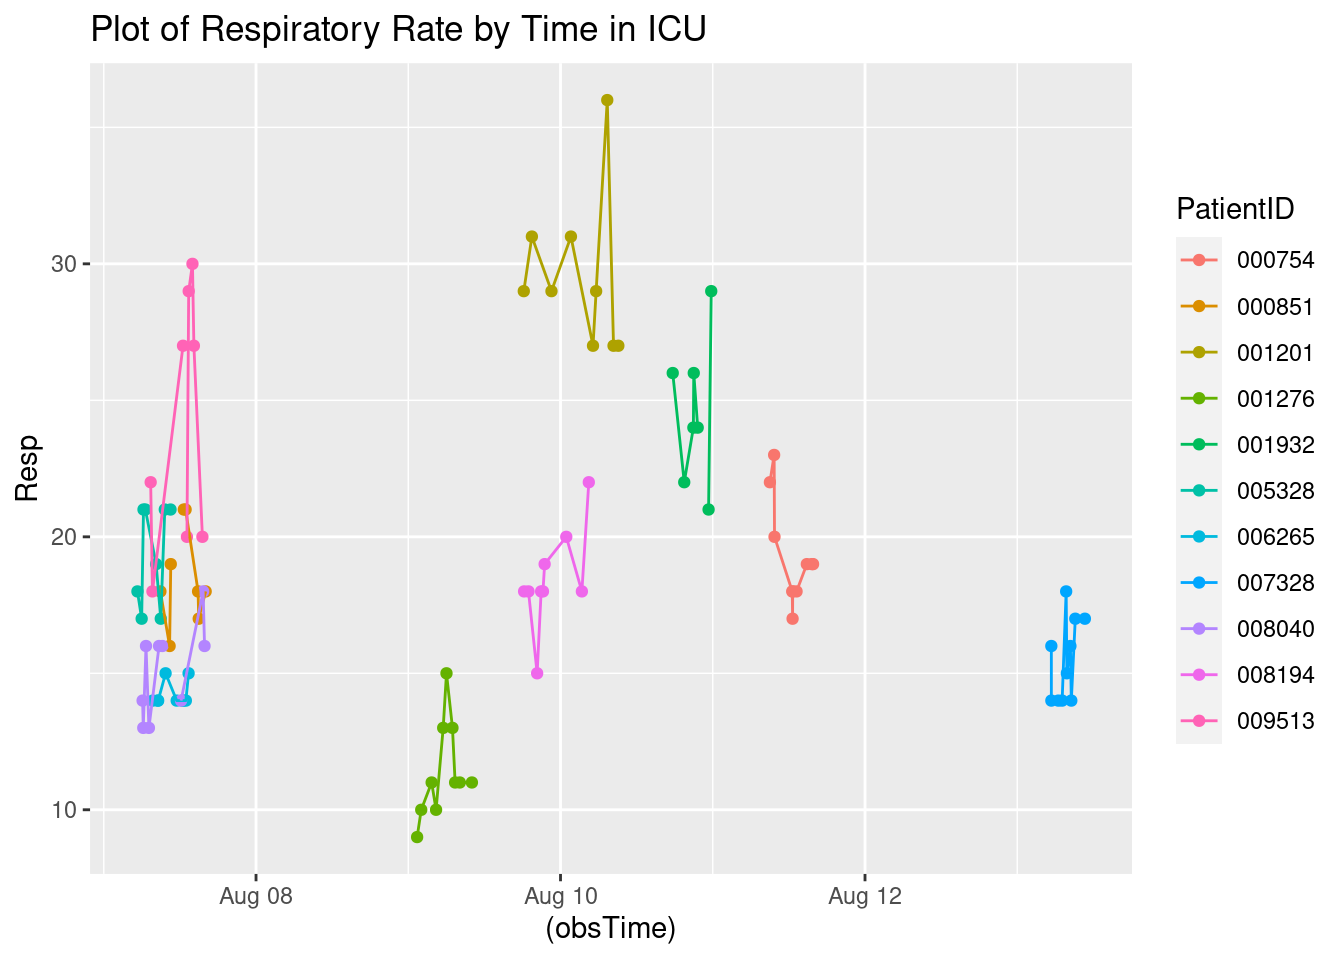 Plot of Respiratory Rate by Time in ICU
Resp
30
20
10
Aug 08
Aug 10
Aug 12
(obsTime)
PatientID
000754
000851
001201
001276
001932
005328
006265
007328
008040
008194
009513